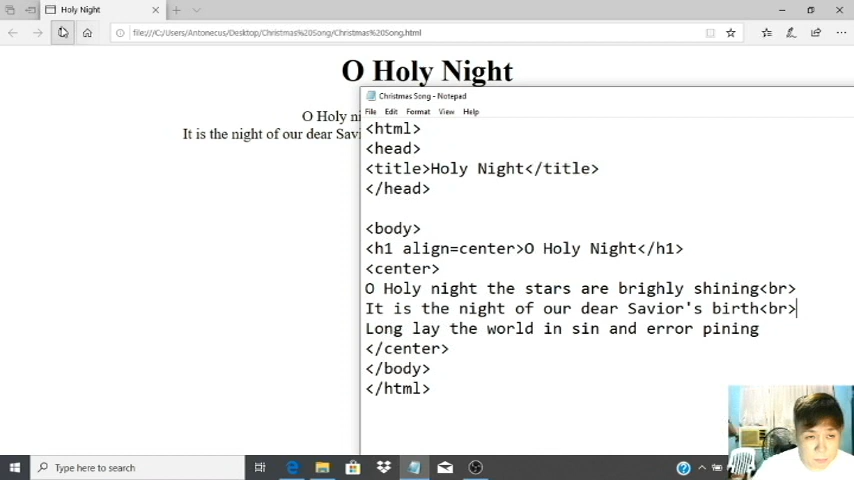 Holy Night
file:///C:/Users/Antonecus/Desktop/Christmas%20Song/Christmas%20Song.html
O Holy Night
O Holy ni
It is the night of our dear Savi
Christmas Song - Notepad
File Edit Format View Help
<html>
<head>
<title>Holy Night</title>
</head>
<body>
<h1 align=center>O Holy Night</h1>
<center>
O Holy night the stars are brighly shining<br>
It is the night of our dear Savior's birth<br>
Long lay the world in sin and error pining
</center>
</body>
</html>
Type here to search